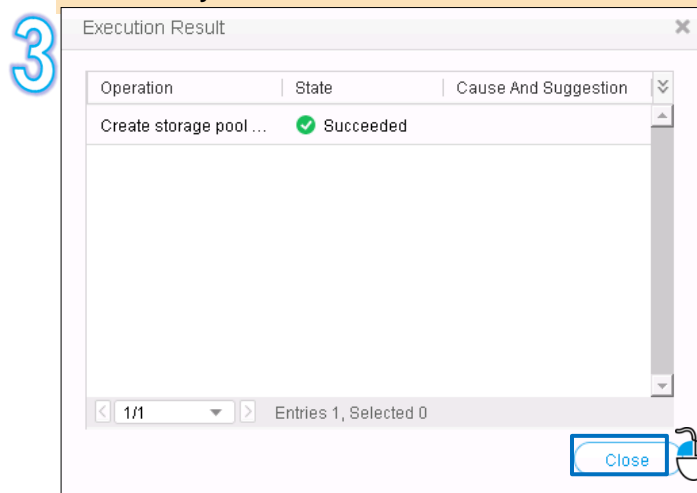 3
Execution Result
Operation State Cause And Suggestion
Create storage pool ... Succeeded
1/1 Entries 1, Selected 0
Close